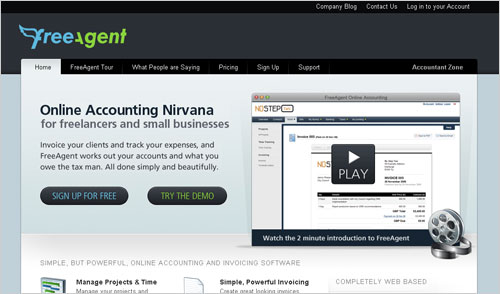 Company Blog Contact Us Log in to your Account
FreeAgent
Home FreeAgent Tour What People are Saying Pricing Sign Up Support Accountant Zone
Online Accounting Nirvana
for freelancers and small businesses
Invoice your clients and track your expenses, and
FreeAgent works out your accounts and what you
owe the tax man. All done simply and beautifully.
SIGN UP FOR FREE TRY THE DEMO
FreeAgent Online Accounting
PLAY
Watch the 2 minute introduction to FreeAgent
SIMPLE, BUT POWERFUL, ONLINE ACCOUNTING AND INVOICING SOFTWARE
Manage Projects & Time Simple, Powerful Invoicing COMPLETELY WEB BASED
Manage your projects and Create great looking invoices